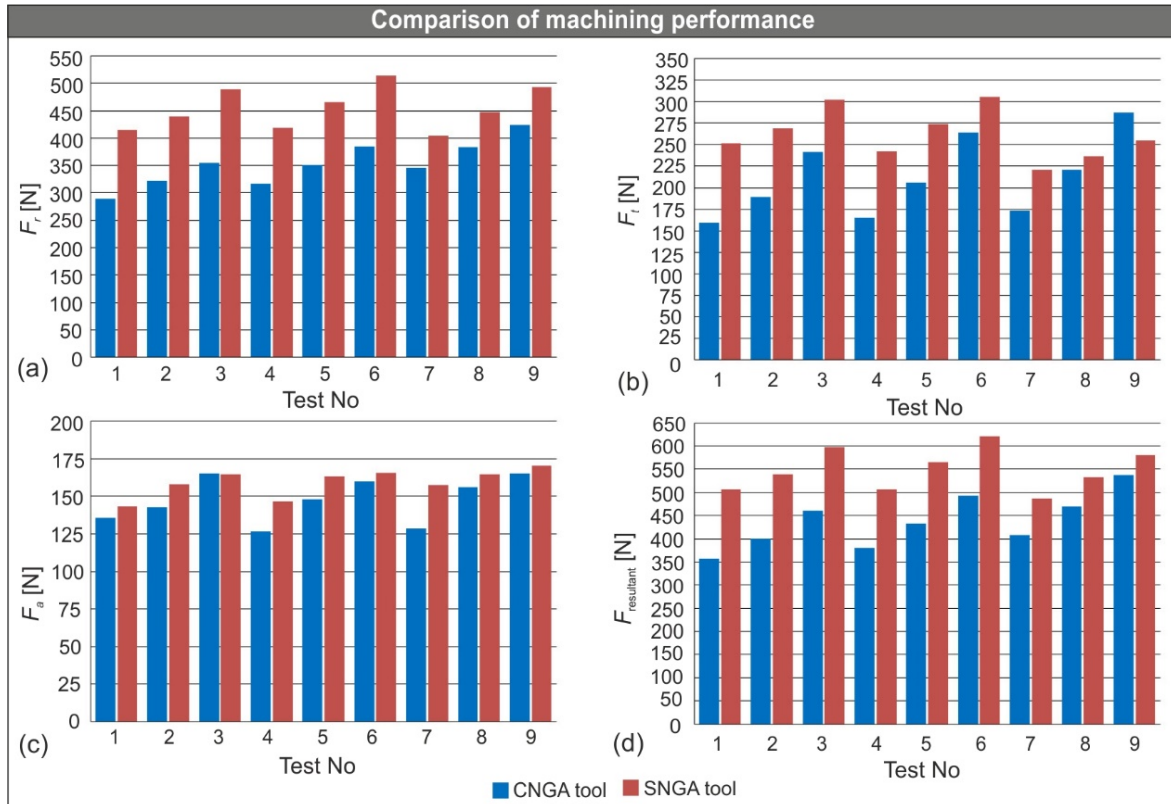 Comparison of machining performance
550
500
450
400
350
300
250
200
150
100
50
0
F_r [N]
1 2 3 4 5 6 7 8 9
(a)
Test No
350
325
300
275
250
225
200
175
150
125
100
75
50
25
0
F_t [N]
1 2 3 4 5 6 7 8 9
(b)
Test No
200
175
150
125
100
75
50
25
0
F_a [N]
1 2 3 4 5 6 7 8 9
(c)
Test No
650
600
550
500
450
400
350
300
250
200
150
100
50
0
F_resultant [N]
1 2 3 4 5 6 7 8 9
(d)
Test No
CNGA tool SNGA tool